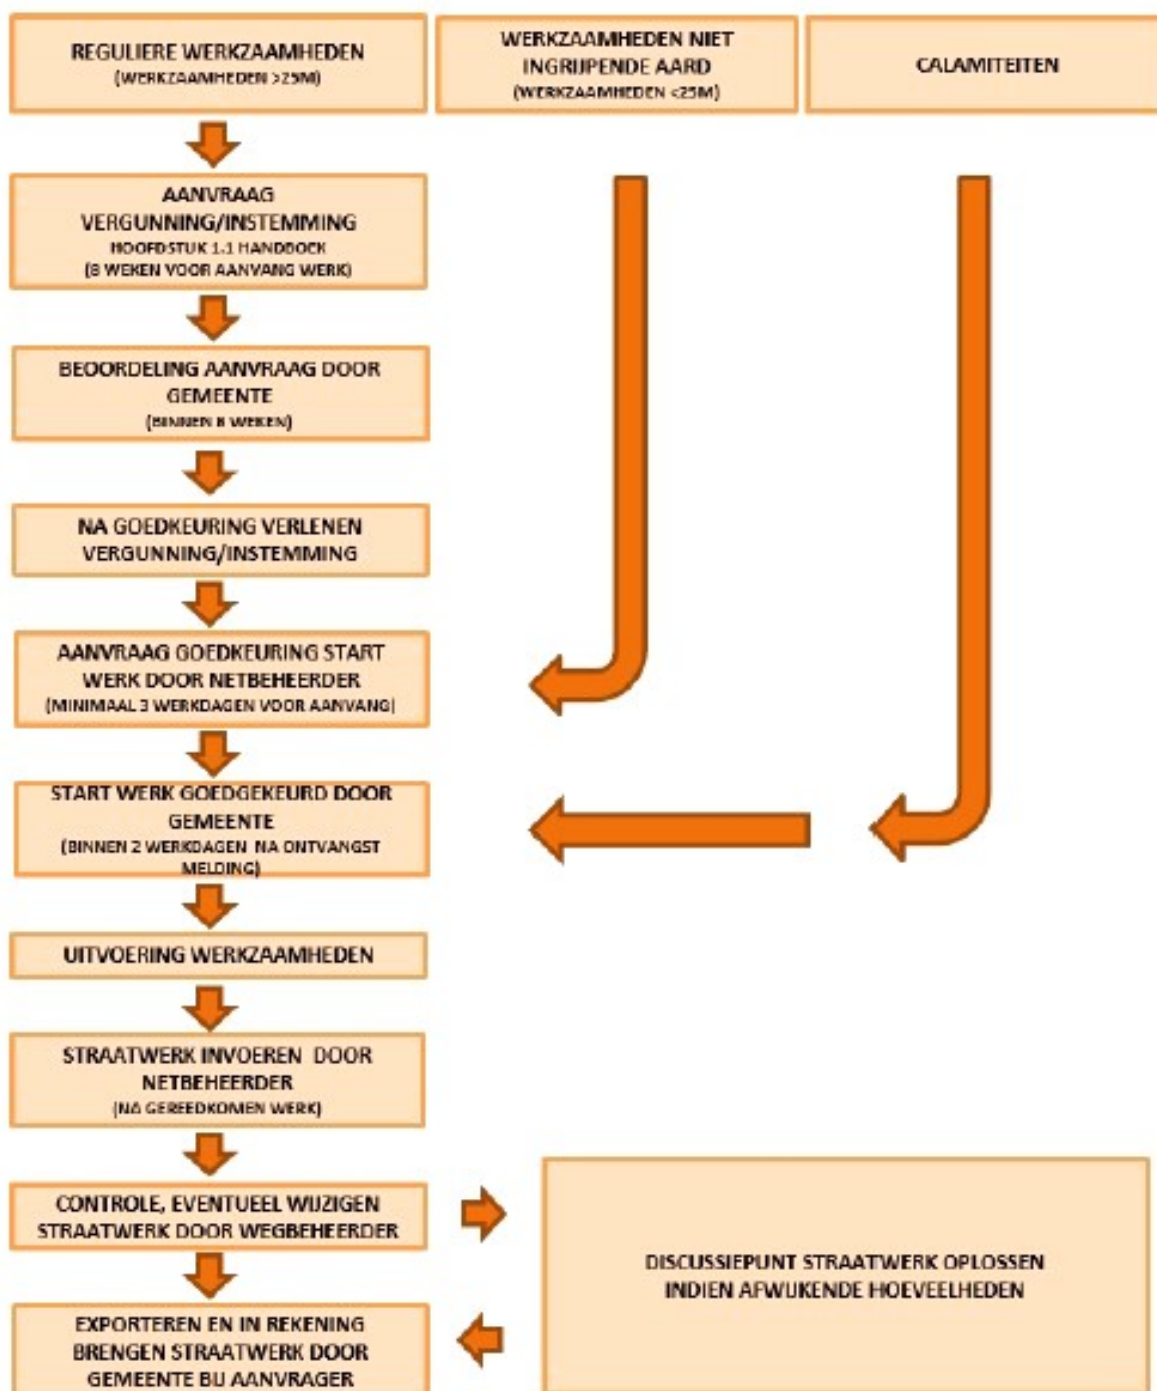 REGULIERE WERKZAAMHEDEN
(WERKZAAMHEDEN >25M)
WERKZAAMHEDEN NIET
INGRIJPENDE AARD
(WERKZAAMHEDEN <25M)
CALAMITEITEN
AANVRAAG
VERGUNNING/INSTEMMING
HOOFDSTUK 1.1 HANDBOEK
(8 WEKEN VOOR AANVANG WERK)
BEOORDELING AANVRAAG DOOR
GEMEENTE
(BINNEN 8 WEKEN)
NA GOEDKEURING VERLENEN
VERGUNNING/INSTEMMING
AANVRAAG GOEDKEURING START
WERK DOOR NETBEHEERDER
(MINIMAAL 3 WERKDAGEN VOOR AANVANG)
START WERK GOEDGEKEURD DOOR
GEMEENTE
(BINNEN 2 WERKDAGEN NA ONTVANGST
MELDING)
UITVOERING WERKZAAMHEDEN
STRAATWERK INVOEREN DOOR
NETBEHEERDER
(NA GEREEDKOMEN WERK)
CONTROLE, EVENTUEEL WIJZIGEN
STRAATWERK DOOR WEGBEHEERDER
DISCUSSIEPUNT STRAATWERK OPLOSSEN
INDIEN AFWIJKENDE HOEVEELHEDEN
EXPORTEREN EN IN REKENING
BRENGEN STRAATWERK DOOR
GEMEENTE BIJ AANVRAGER